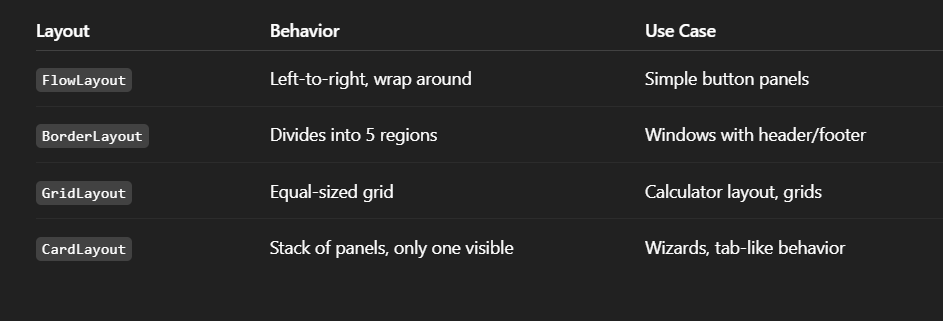 Layout Behavior Use Case
FlowLayout Left-to-right, wrap around Simple button panels
BorderLayout Divides into 5 regions Windows with header/footer
GridLayout Equal-sized grid Calculator layout, grids
CardLayout Stack of panels, only one visible Wizards, tab-like behavior